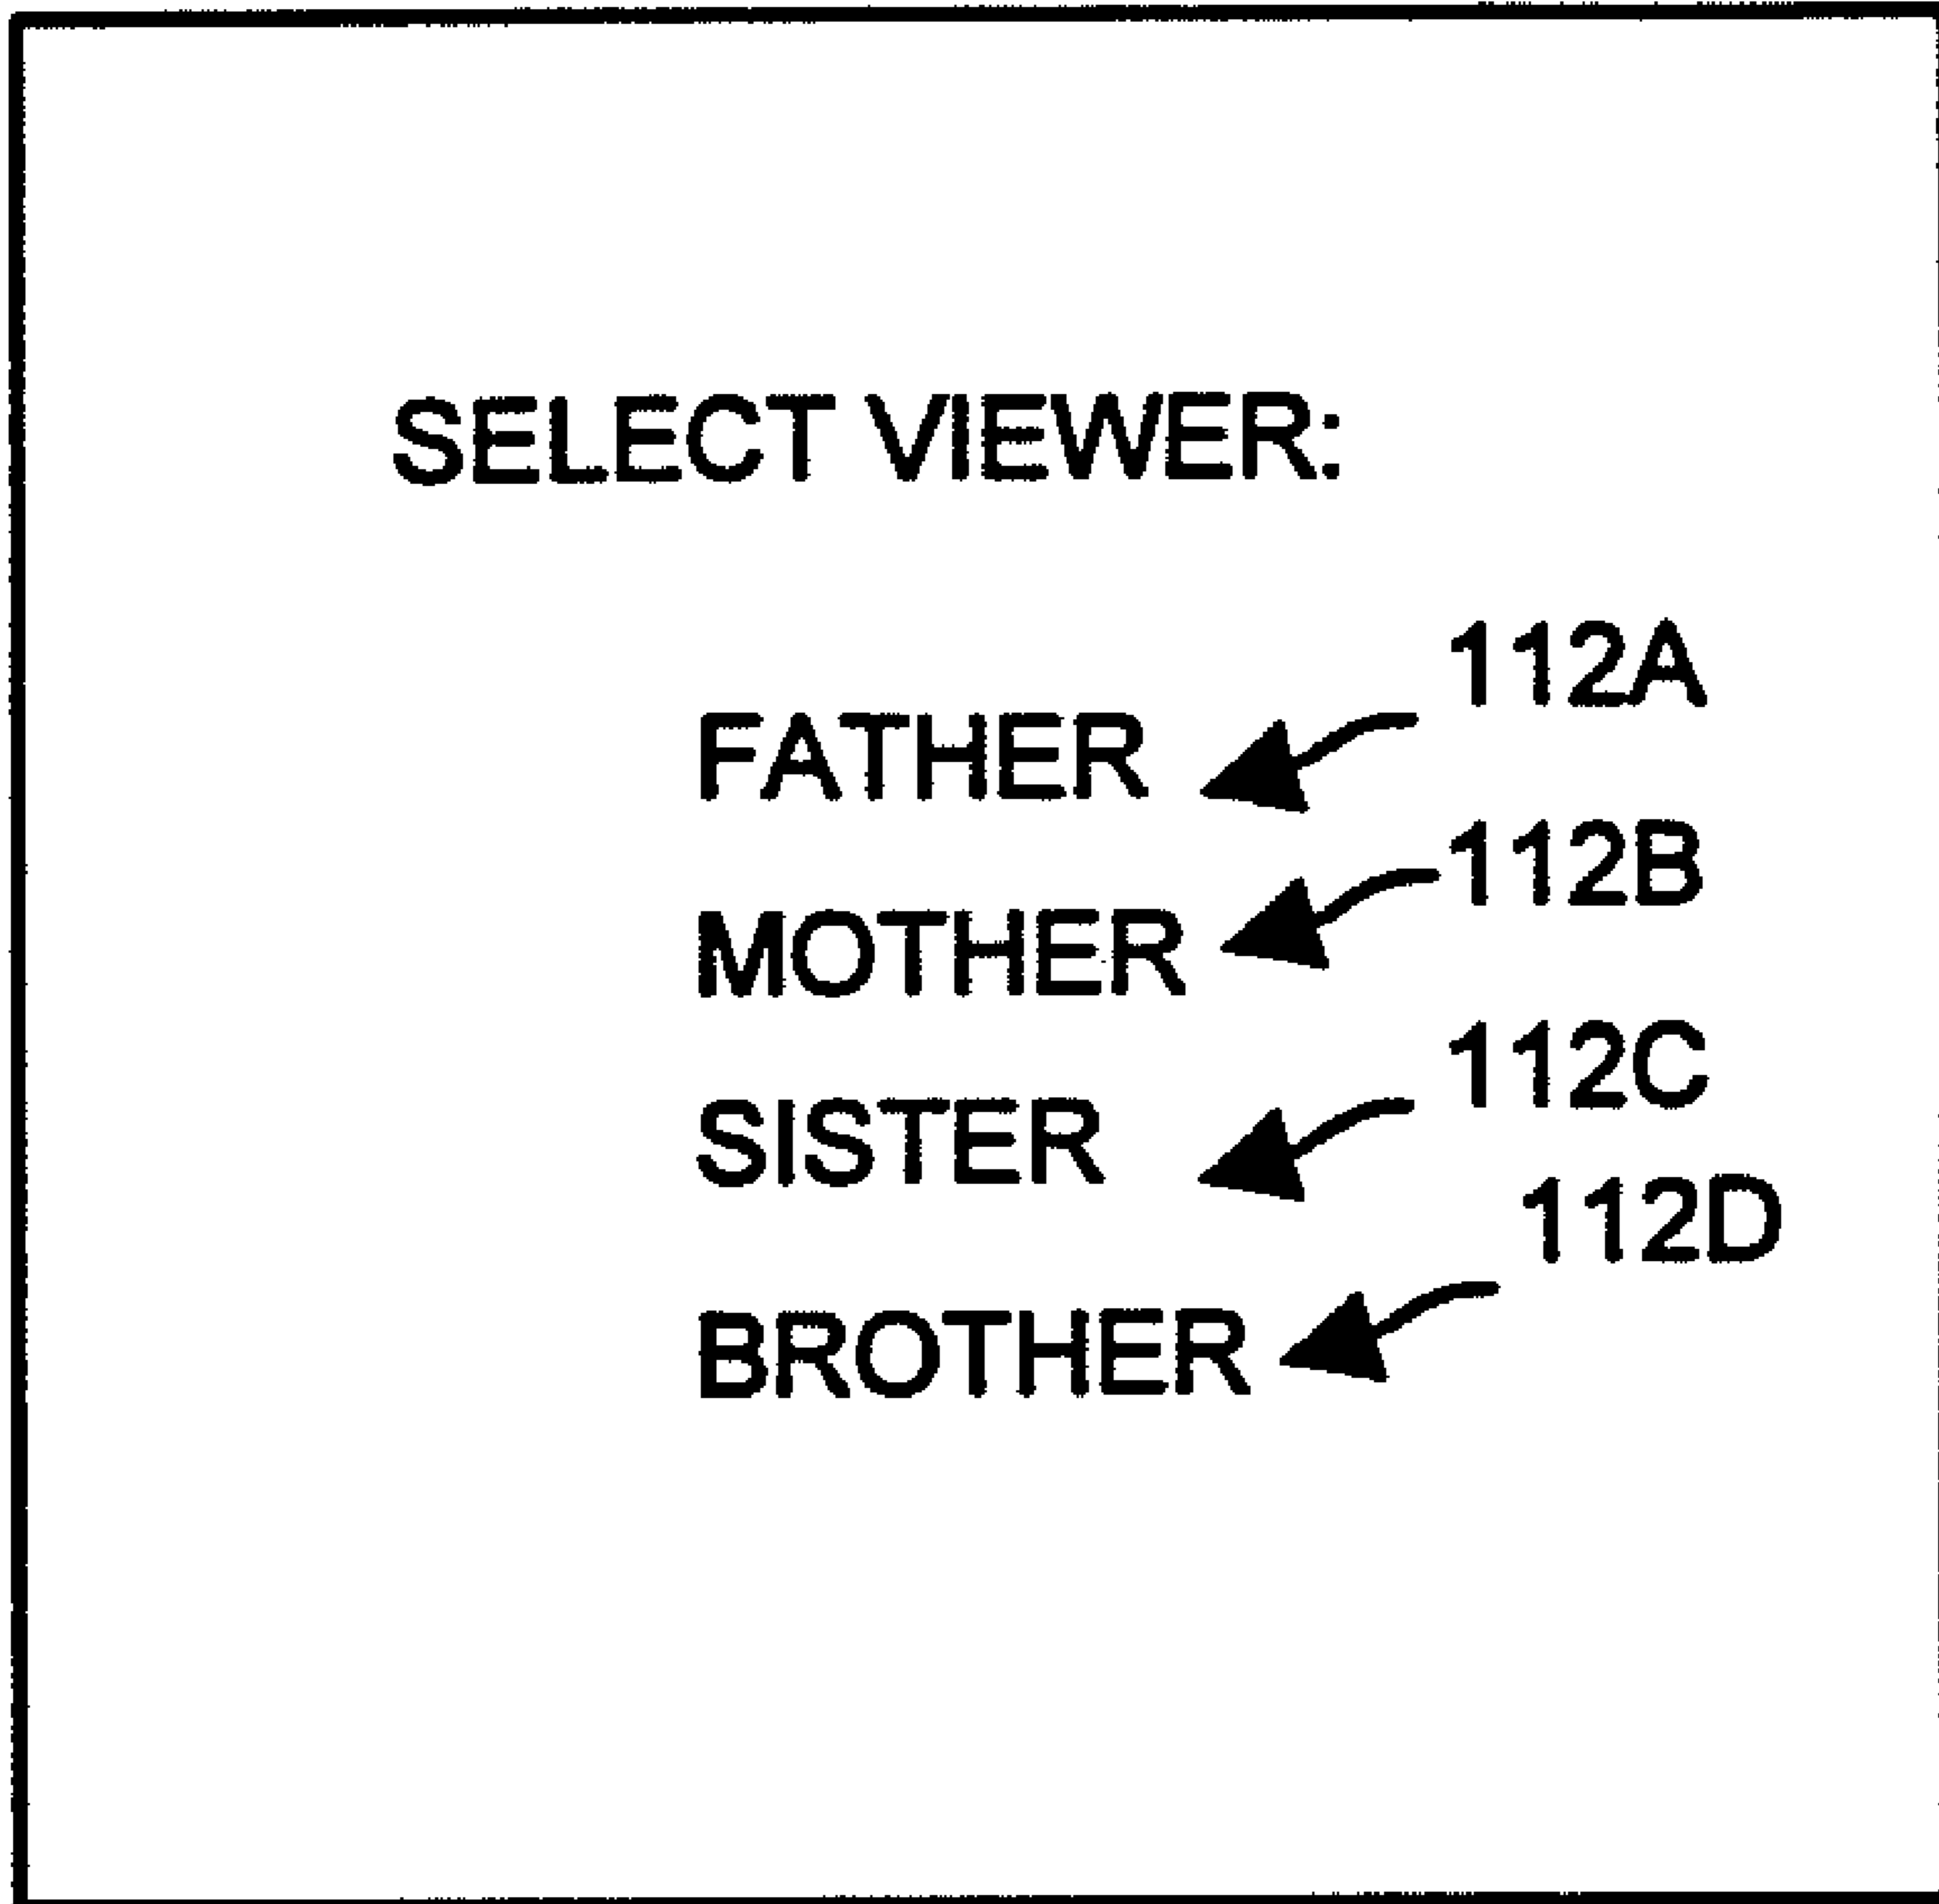 SELECT VIEWER:
112A
FATHER
112B
MOTHER
112C
SISTER
112D
BROTHER